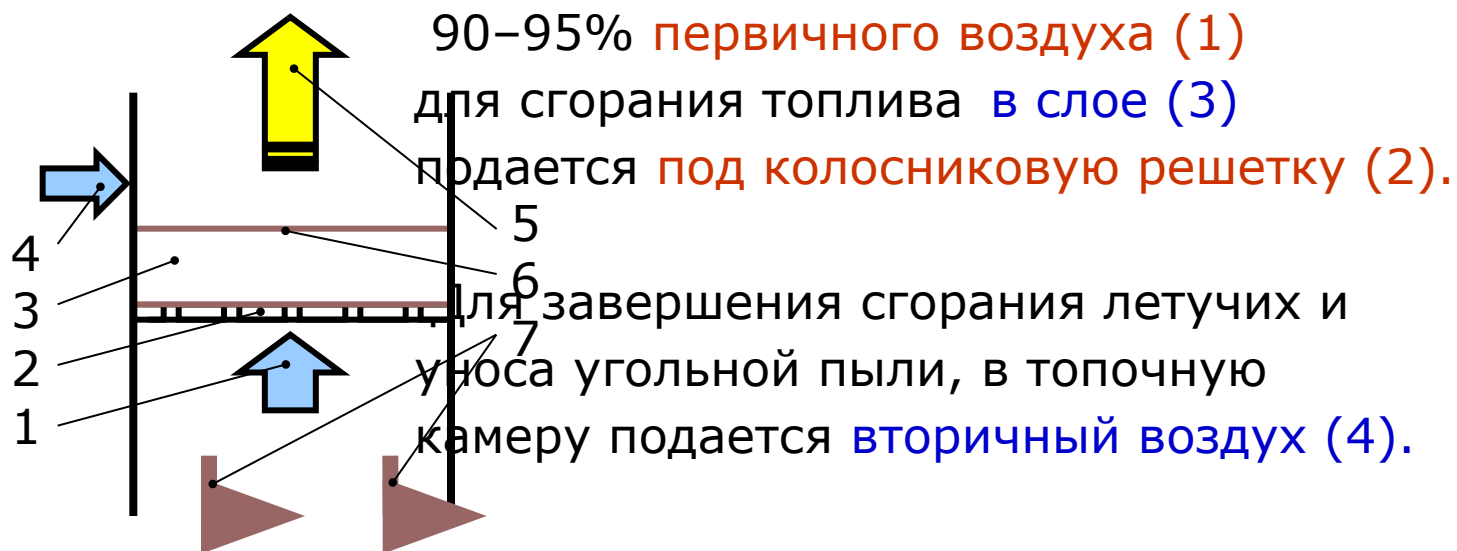 90–95% первичного воздуха (1)
для сгорания топлива в слое (3)
подается под колосниковую решетку (2).
Для завершения сгорания летучих и
уноса угольной пыли, в топочную
камеру подается вторичный воздух (4).
4
3
2
1
5
6
7